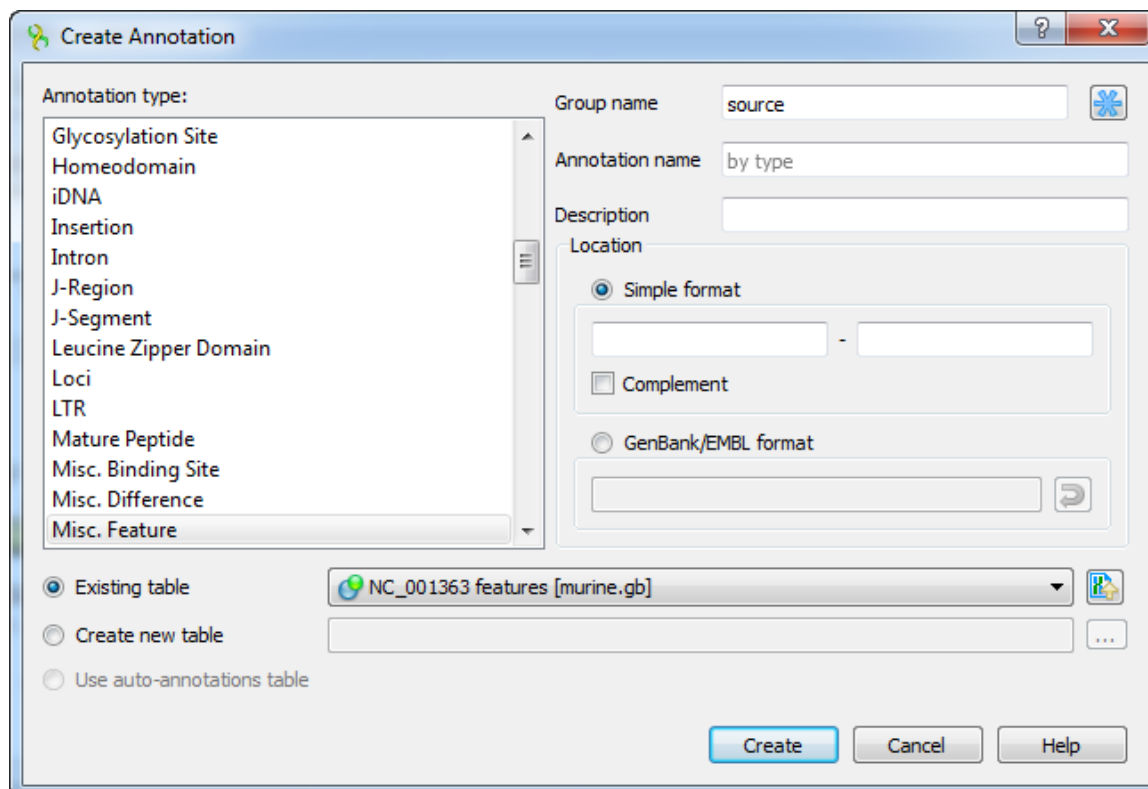 Create Annotation
Annotation type:
Glycosylation Site
Homeodomain
iDNA
Insertion
Intron
J-Region
J-Segment
Leucine Zipper Domain
Loci
LTR
Mature Peptide
Misc. Binding Site
Misc. Difference
Misc. Feature
Group name source
Annotation name by type
Description
Location
Simple format
-
Complement
GenBank/EMBL format
Existing table NC_001363 features [murine.gb]
Create new table ...
Use auto-annotations table
Create Cancel Help